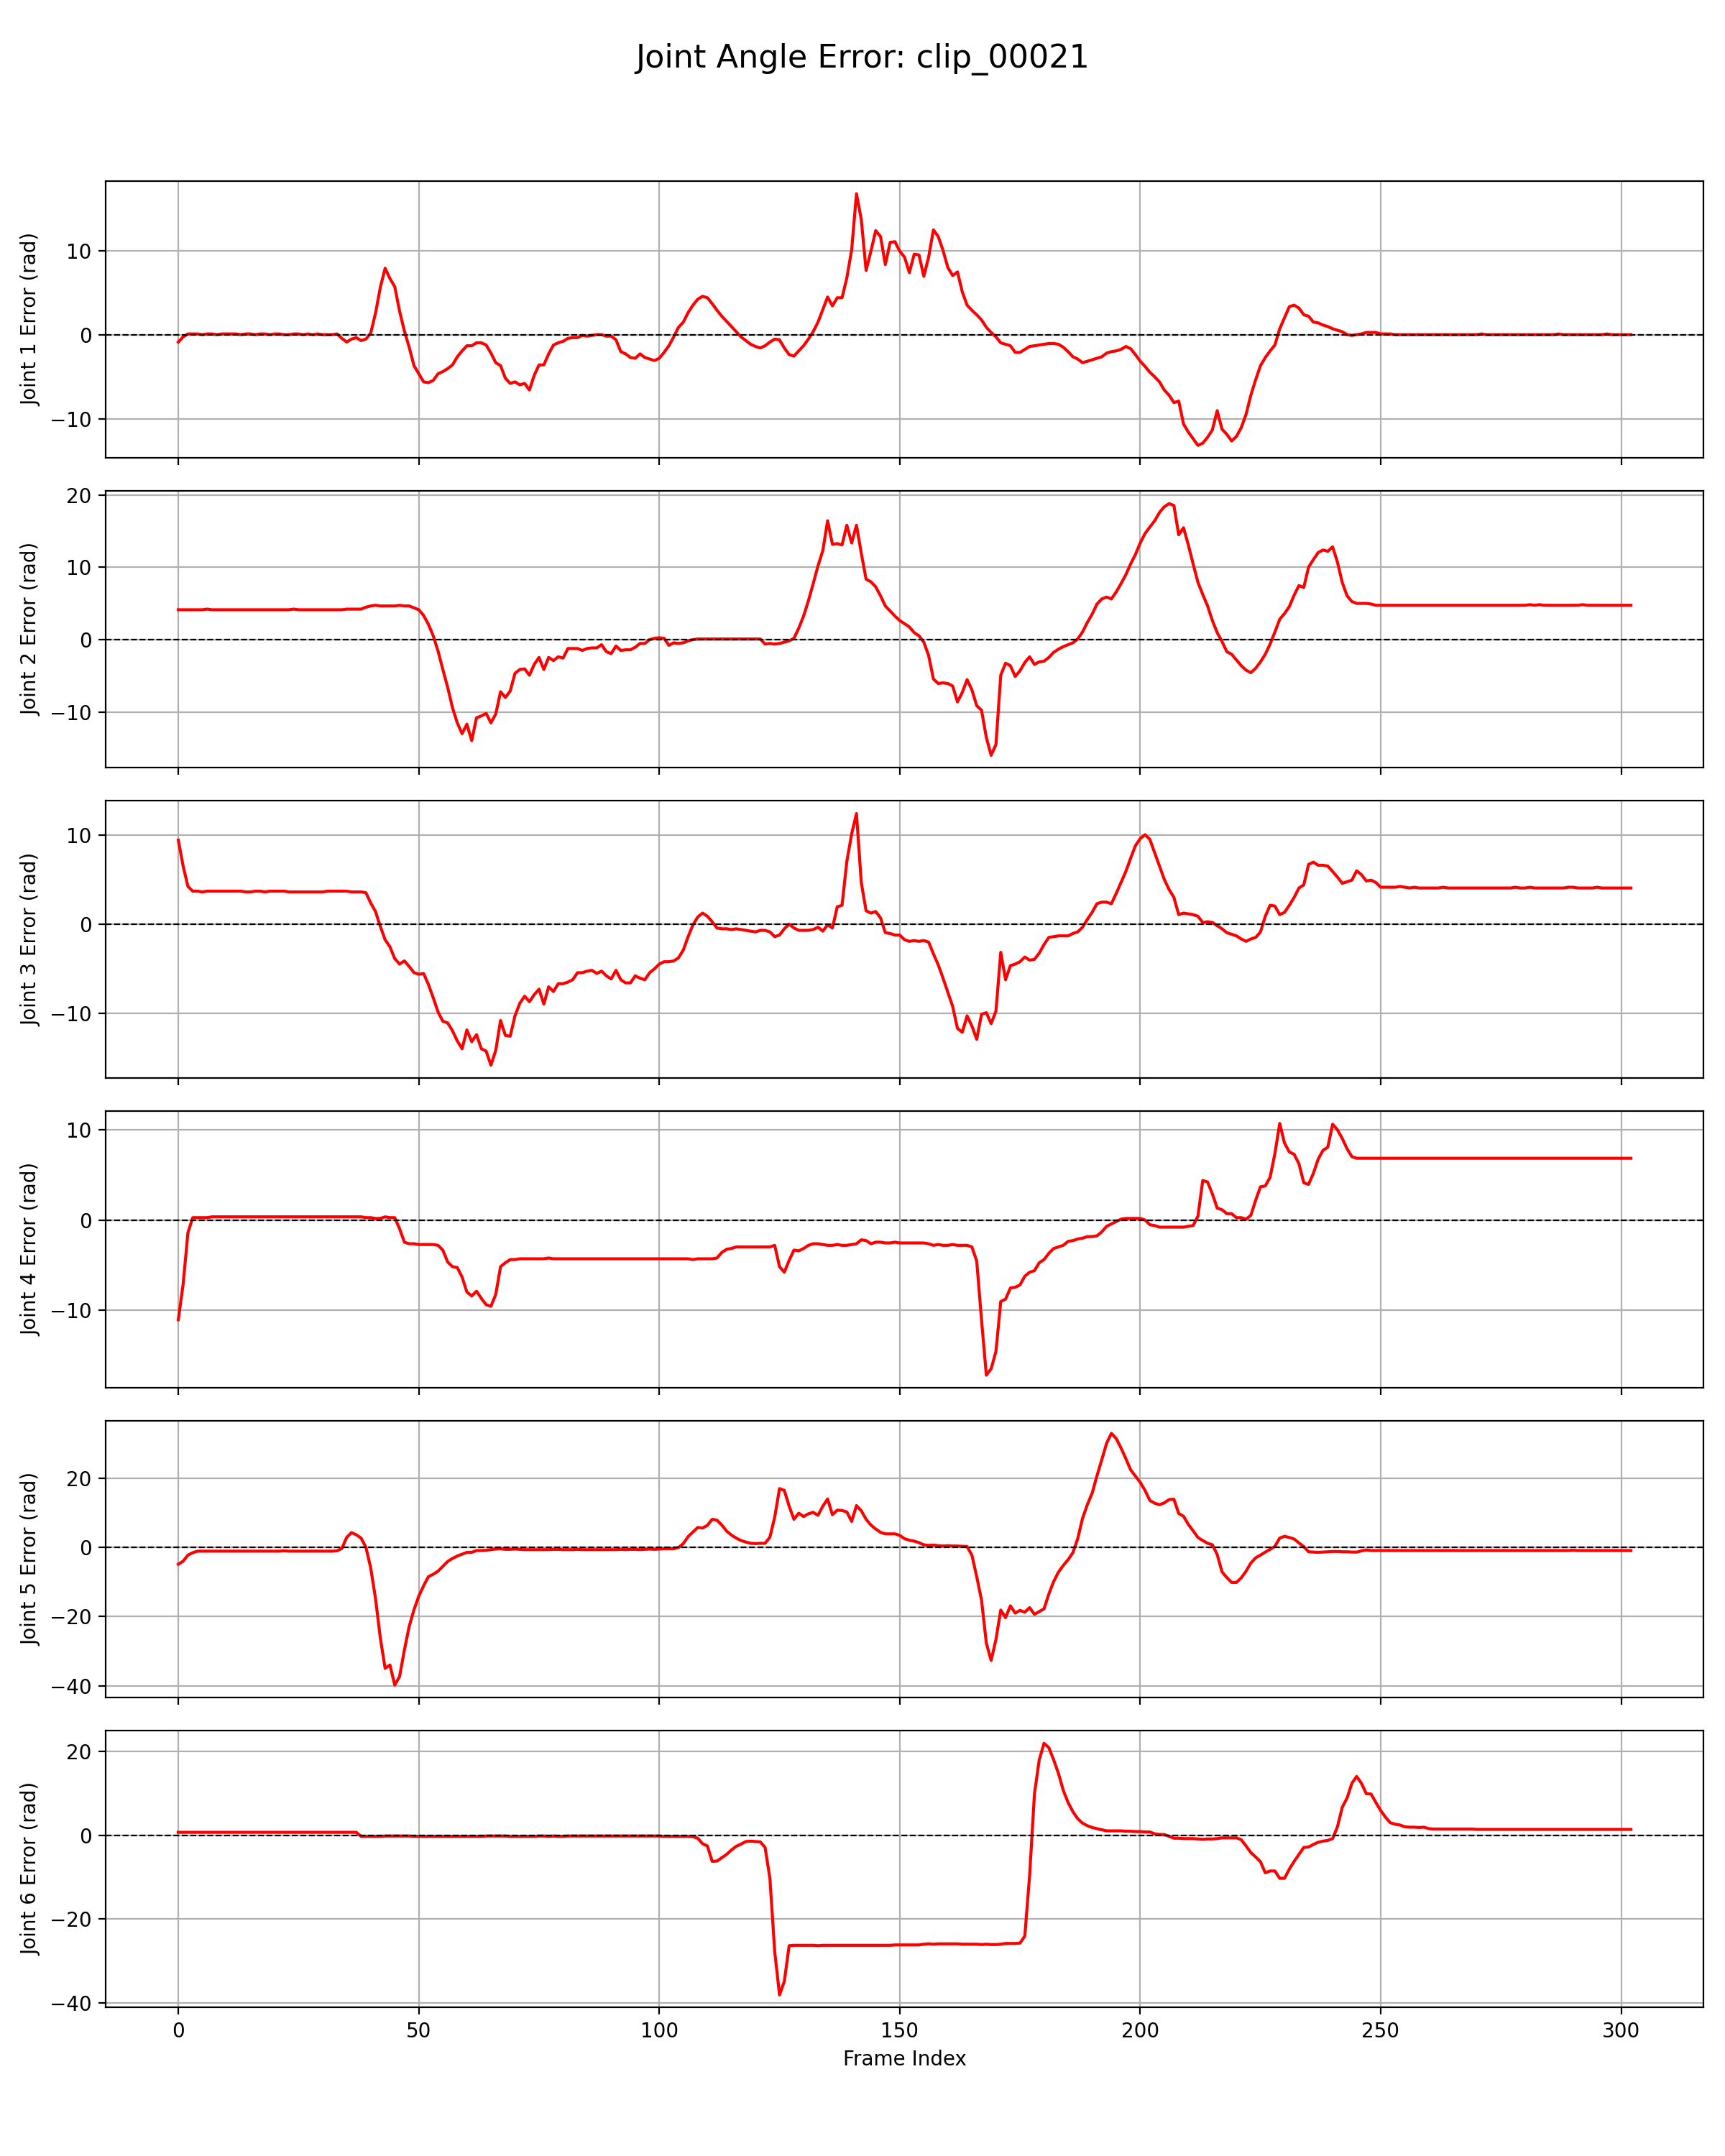 Joint Angle Error: clip_00021
Joint 1 Error (rad)
10
0
−10
Joint 2 Error (rad)
20
10
0
−10
Joint 3 Error (rad)
10
0
−10
Joint 4 Error (rad)
10
0
−10
Joint 5 Error (rad)
20
0
−20
−40
Joint 6 Error (rad)
20
0
−20
−40
0 50 100 150 200 250 300
Frame Index